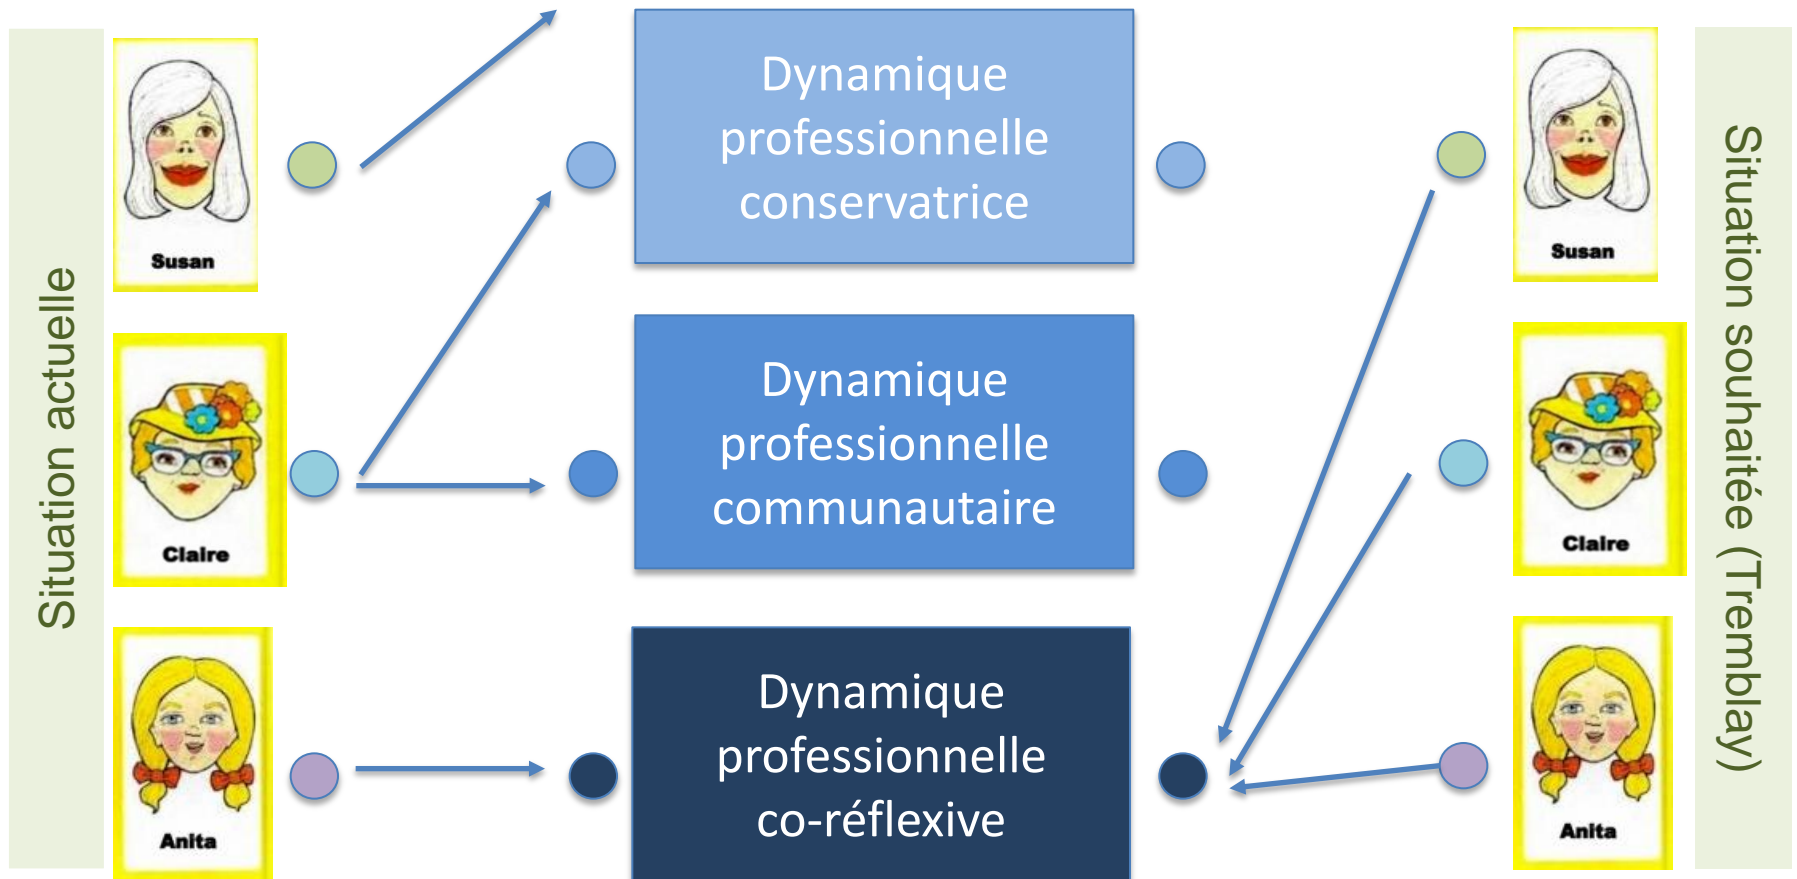 Situation actuelle
Susan
Claire
Anita
Dynamique
professionnelle
conservatrice
Dynamique
professionnelle
communautaire
Dynamique
professionnelle
co-réflexive
Susan
Claire
Anita
Situation souhaitée (Tremblay)